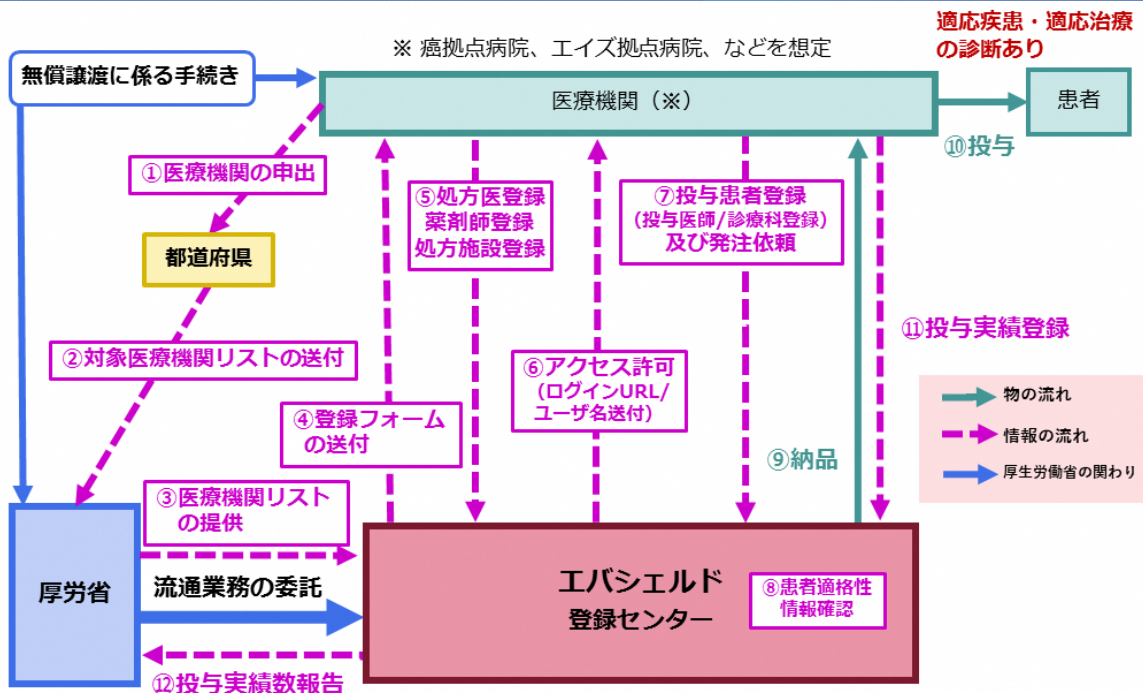 適応疾患・適応治療
の診断あり
※ 癌拠点病院、エイズ拠点病院、などを想定
無償譲渡に係る手続き
医療機関（※）
患者
⑩投与
①医療機関の申出
⑤処方医登録
薬剤師登録
処方施設登録
⑦投与患者登録
（投与医師/診療科登録）
及び発注依頼
都道府県
②対象医療機関リストの送付
⑥アクセス許可
（ログインURL/
ユーザ名送付）
⑪投与実績登録
④登録フォーム
の送付
⑨納品
物の流れ
情報の流れ
厚生労働省の関わり
③医療機関リスト
の提供
厚労省
流通業務の委託
エバシェルド
登録センター
⑧患者適格性
情報確認
⑫投与実績数報告